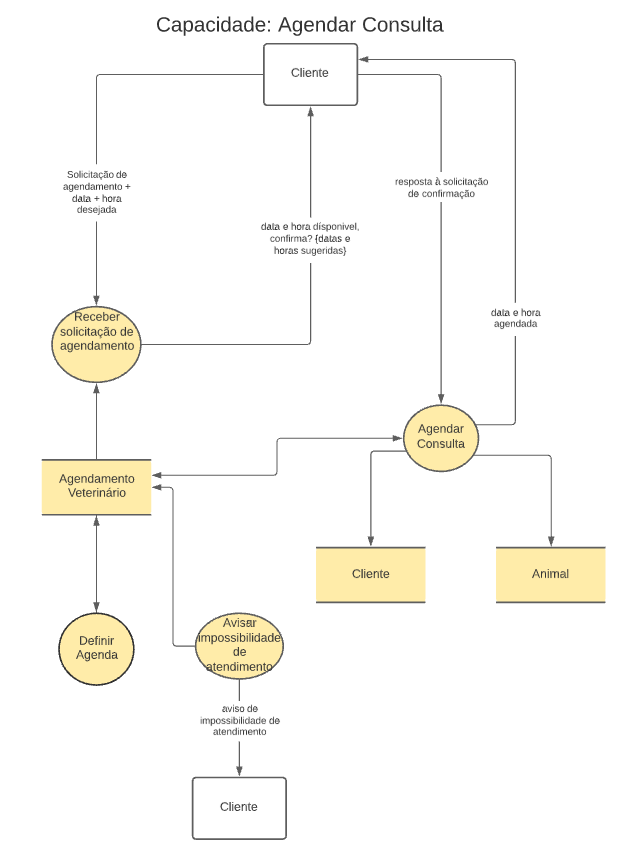 Capacidade: Agendar Consulta
Cliente
Solicitação de
agendamento +
data + hora
desejada
resposta à solicitação
de confirmação
data e hora dísponivel,
confirma? {datas e
horas sugeridas}
data e hora
agendada
Receber
solicitação de
agendamento
Agendar
Consulta
Agendamento
Veterinário
Cliente
Animal
Definir
Agenda
Avisar
impossibilidade
de
atendimento
aviso de
impossibilidade de
atendimento
Cliente